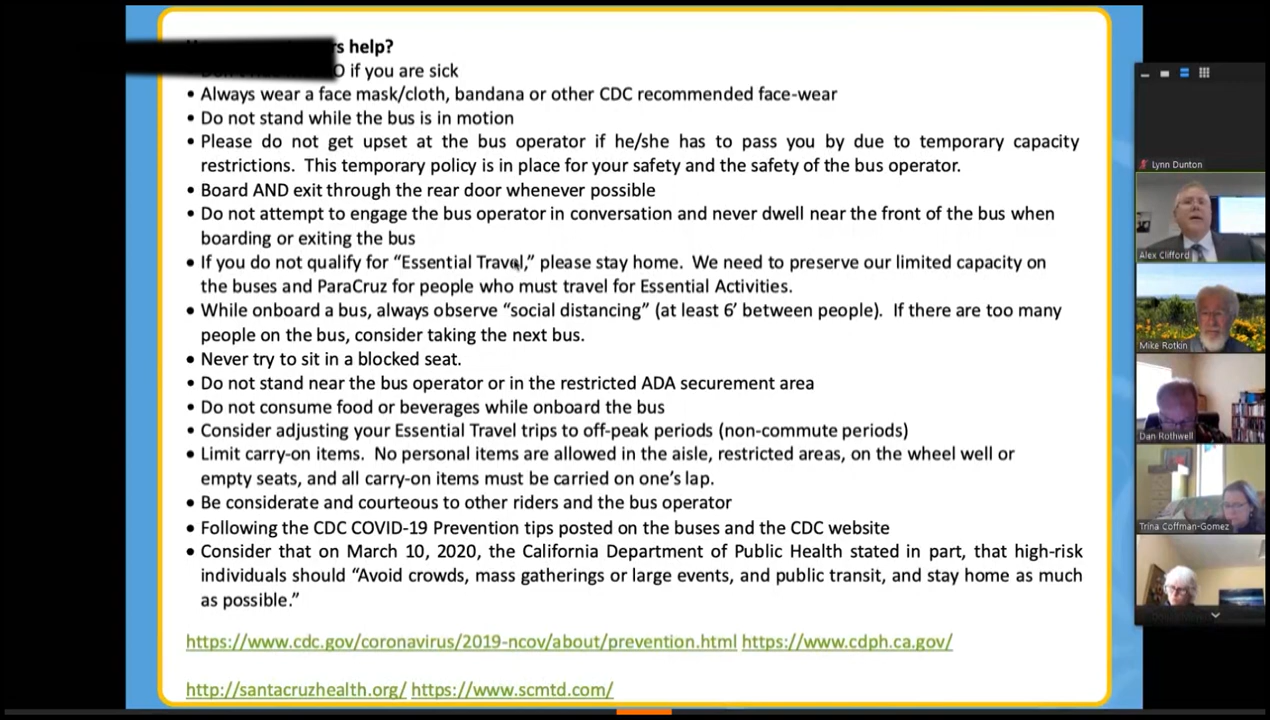 help?
if you are sick
• Always wear a face mask/cloth, bandana or other CDC recommended face-wear
• Do not stand while the bus is in motion
• Please do not get upset at the bus operator if he/she has to pass you by due to temporary capacity
restrictions. This temporary policy is in place for your safety and the safety of the bus operator.
• Board AND exit through the rear door whenever possible
• Do not attempt to engage the bus operator in conversation and never dwell near the front of the bus when
boarding or exiting the bus
• If you do not qualify for “Essential Travel,” please stay home. We need to preserve our limited capacity on
the buses and ParaCruz for people who must travel for Essential Activities.
• While onboard a bus, always observe “social distancing” (at least 6’ between people). If there are too many
people on the bus, consider taking the next bus.
• Never try to sit in a blocked seat.
• Do not stand near the bus operator or in the restricted ADA securement area
• Do not consume food or beverages while onboard the bus
• Consider adjusting your Essential Travel trips to off-peak periods (non-commute periods)
• Limit carry-on items. No personal items are allowed in the aisle, restricted areas, on the wheel well or
empty seats, and all carry-on items must be carried on one’s lap.
• Be considerate and courteous to other riders and the bus operator
• Following the CDC COVID-19 Prevention tips posted on the buses and the CDC website
• Consider that on March 10, 2020, the California Department of Public Health stated in part, that high-risk
individuals should “Avoid crowds, mass gatherings or large events, and public transit, and stay home as much
as possible.”
https://www.cdc.gov/coronavirus/2019-ncov/about/prevention.html https://www.cdph.ca.gov/
http://santacruzhealth.org/ https://www.scmtd.com/
Lynn Dunton
Alex Clifford
Mike Rotkin
Dan Rothwell
Trina Coffman-Gomez